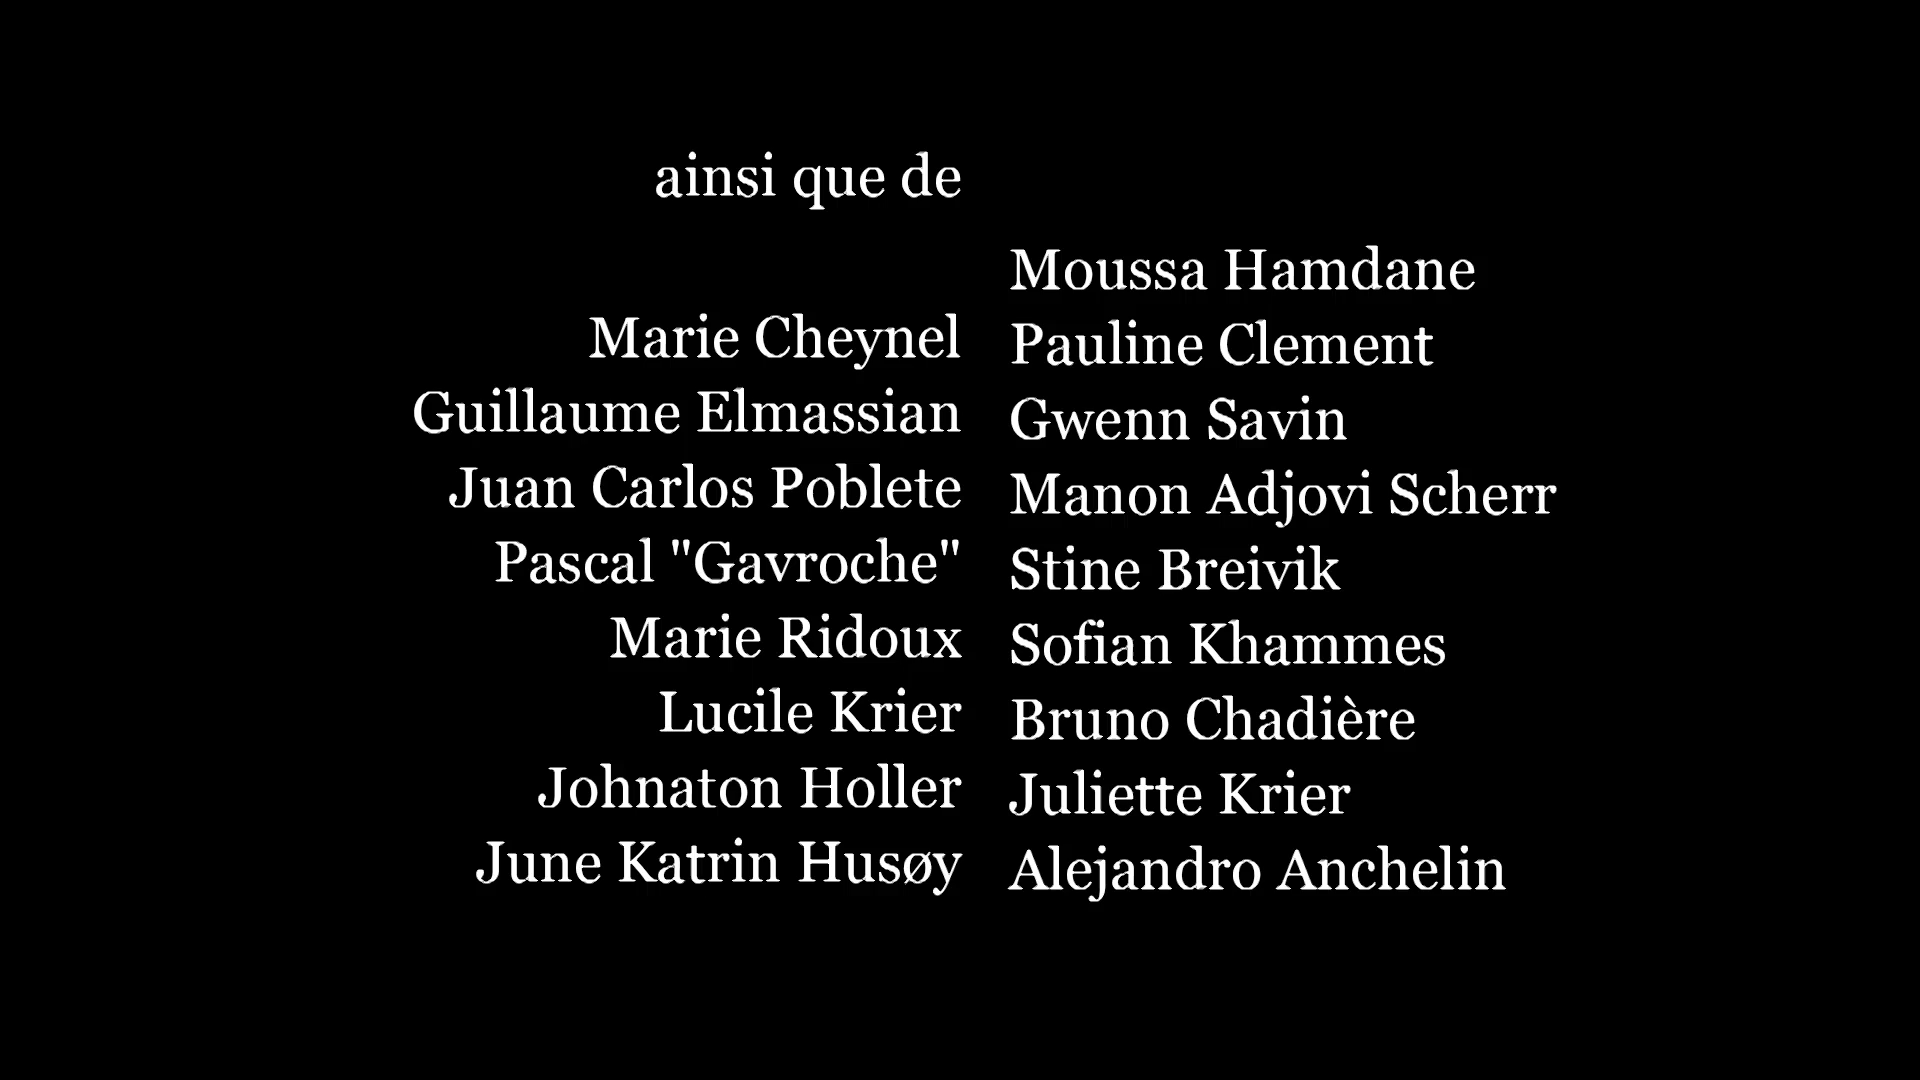 ainsi que de
Marie Cheynel
Guillaume Elmassian
Juan Carlos Poblete
Pascal "Gavroche"
Marie Ridoux
Lucile Krier
Johnaton Holler
June Katrin Husøy
Moussa Hamdane
Pauline Clement
Gwenn Savin
Manon Adjovi Scherr
Stine Breivik
Sofian Khammes
Bruno Chadière
Juliette Krier
Alejandro Anchelin